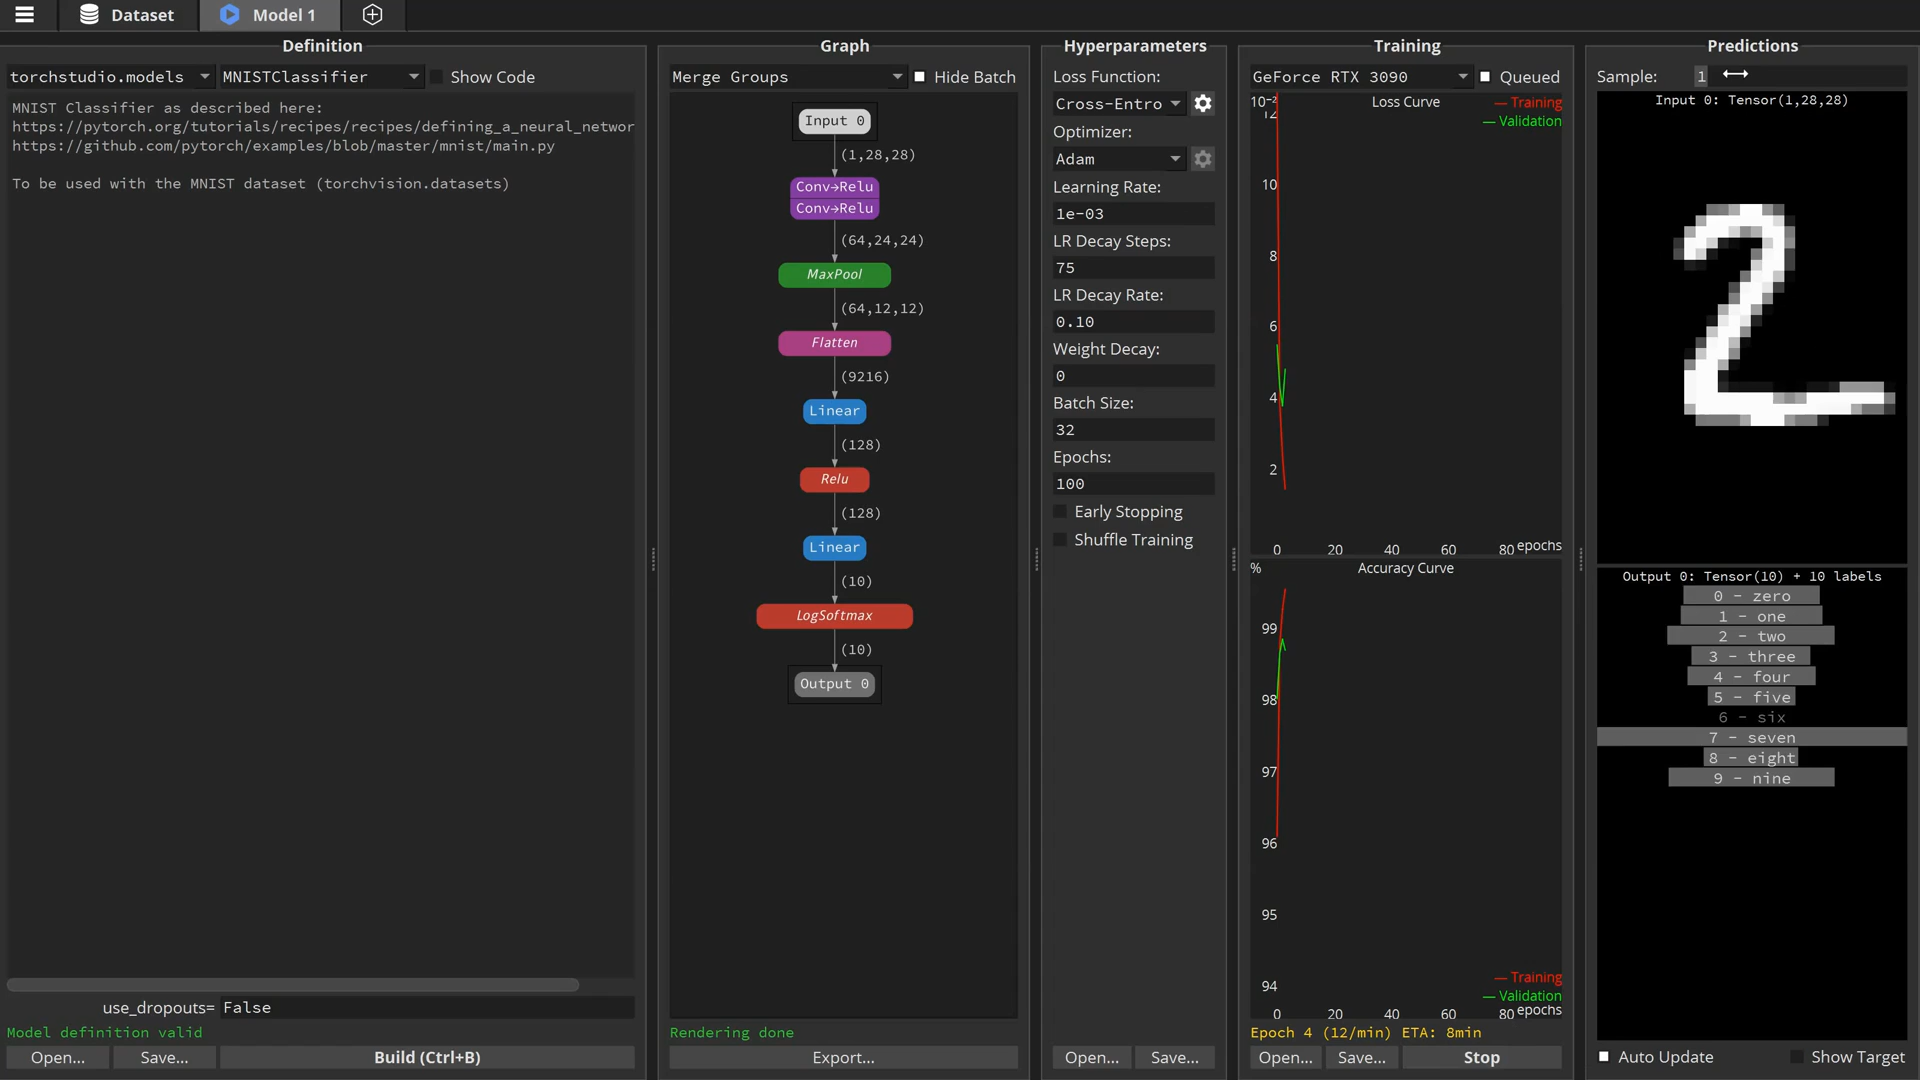 Dataset
Model 1
Definition
torchstudio.models
MNISTClassifier
Show Code
MNIST Classifier as described here:
https://pytorch.org/tutorials/recipes/recipes/defining_a_neural_networ
https://github.com/pytorch/examples/blob/master/mnist/main.py
To be used with the MNIST dataset (torchvision.datasets)
use_dropouts=
False
Model definition valid
Open...
Save...
Build (Ctrl+B)
Graph
Merge Groups
Hide Batch
Input 0
(1,28,28)
Conv→Relu
Conv→Relu
(64,24,24)
MaxPool
(64,12,12)
Flatten
(9216)
Linear
(128)
Relu
(128)
Linear
(10)
LogSoftmax
(10)
Output 0
Rendering done
Export...
Hyperparameters
Loss Function:
Cross-Entro
Optimizer:
Adam
Learning Rate:
1e-03
LR Decay Steps:
75
LR Decay Rate:
0.10
Weight Decay:
0
Batch Size:
32
Epochs:
100
Early Stopping
Shuffle Training
Open...
Save...
Training
GeForce RTX 3090
Queued
10⁻²
Loss Curve
Training
Validation
12
10
8
6
4
2
0 20 40 60 80 epochs
%
Accuracy Curve
99
98
97
96
95
94
Training
Validation
0 20 40 60 80 epochs
Epoch 4 (12/min) ETA: 8min
Open...
Save...
Stop
Predictions
Sample:
1
Input 0: Tensor(1,28,28)
2
Output 0: Tensor(10) + 10 labels
0 - zero
1 - one
2 - two
3 - three
4 - four
5 - five
6 - six
7 - seven
8 - eight
9 - nine
Auto Update
Show Target